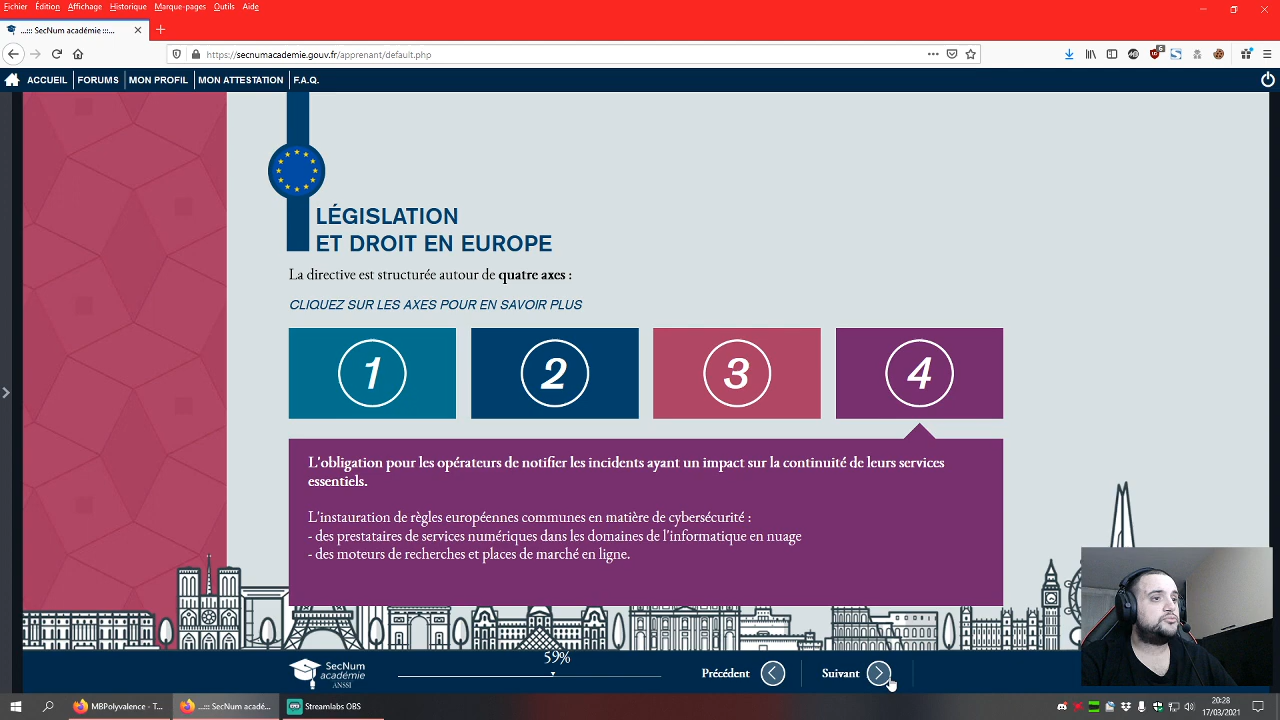 Fichier Édition Affichage Historique Marque-pages Outils Aide
...::: SecNum académie :::...
https://secnumacademie.gouv.fr/apprenant/default.php
ACCUEIL FORUMS MON PROFIL MON ATTESTATION F.A.Q.
LÉGISLATION
ET DROIT EN EUROPE
La directive est structurée autour de quatre axes :
CLIQUEZ SUR LES AXES POUR EN SAVOIR PLUS
1 2 3 4
L'obligation pour les opérateurs de notifier les incidents ayant un impact sur la continuité de leurs services
essentiels.
L'instauration de règles européennes communes en matière de cybersécurité :
- des prestataires de services numériques dans les domaines de l'informatique en nuage
- des moteurs de recherches et places de marché en ligne.
59%
SecNum
académie
ANSSI
Précédent Suivant
MBPolyvalence - T... ...::: SecNum acadé... Streamlabs OBS
20:28
17/03/2021